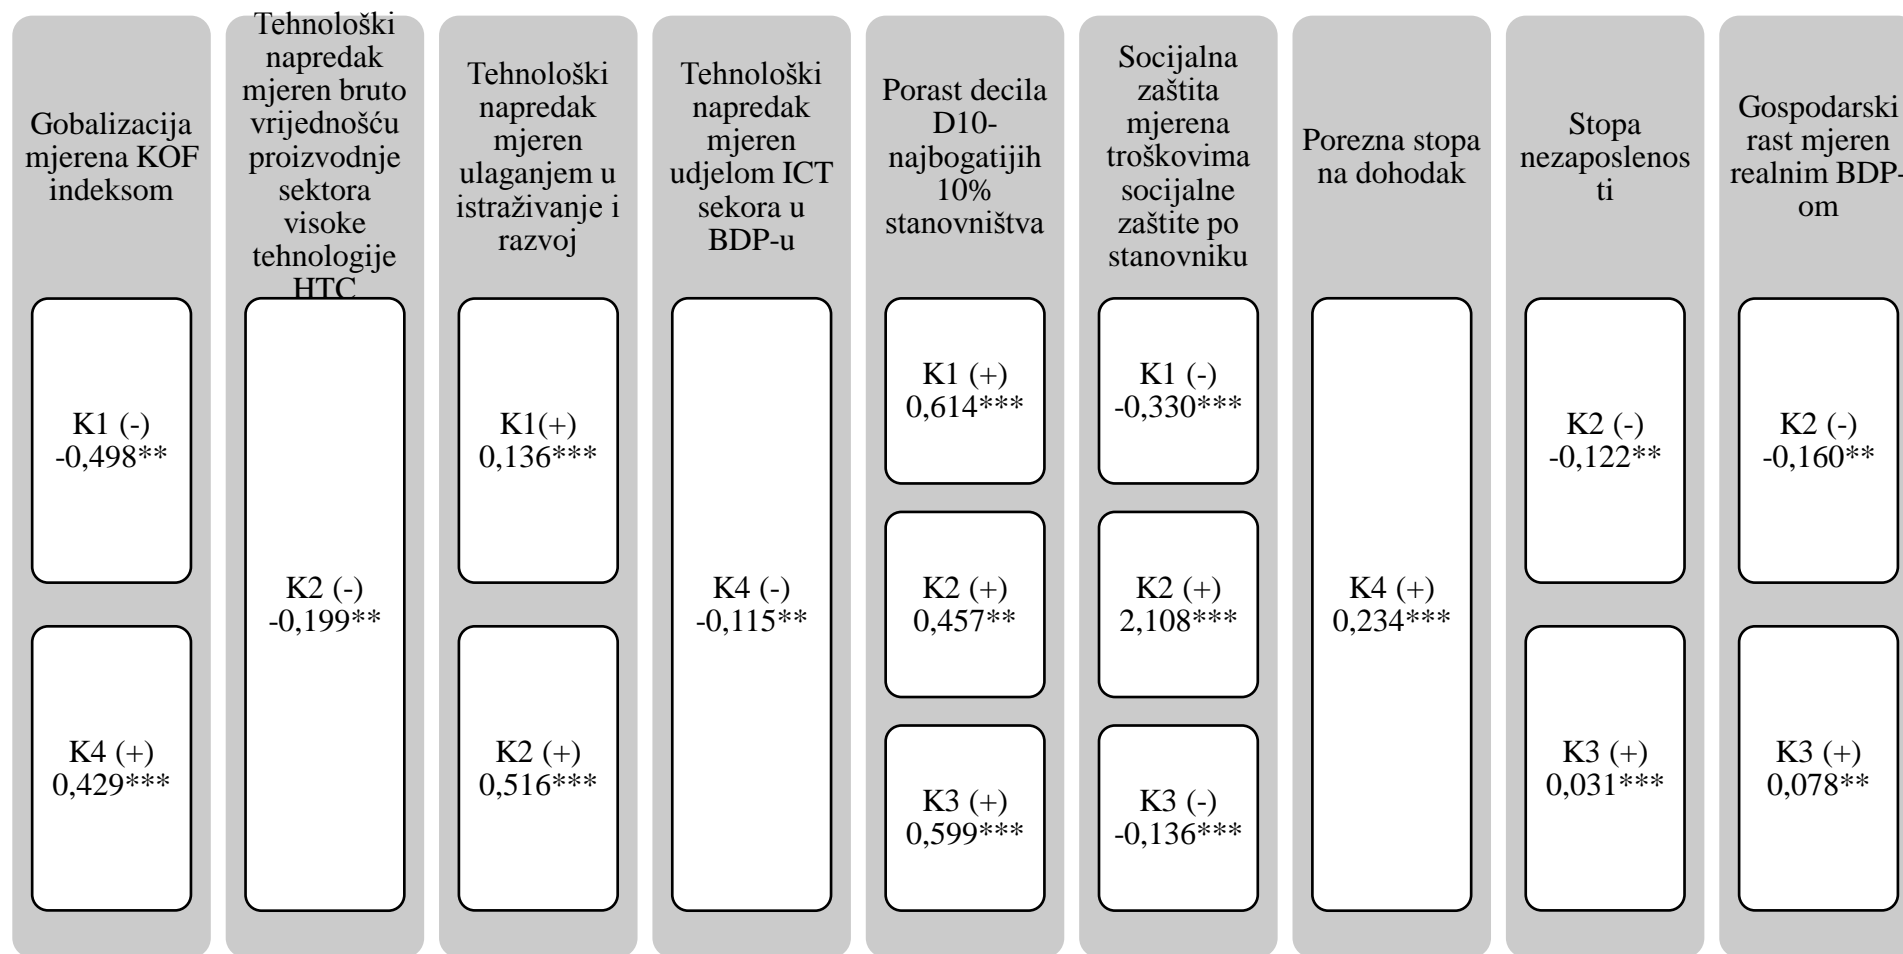 Gobalizacija
mjerena KOF
indeksom
K1 (-)
-0,498**
K4 (+)
0,429***
Tehnološki
napredak
mjeren bruto
vrijednošću
proizvodnje
sektora
visoke
tehnologije
HTC
K2 (-)
-0,199**
Tehnološki
napredak
mjeren
ulaganjem u
istraživanje i
razvoj
K1(+)
0,136***
K2 (+)
0,516***
Tehnološki
napredak
mjeren
udjelom ICT
sekora u
BDP-u
K4 (-)
-0,115**
Porast decila
D10-
najbogatijih
10%
stanovništva
K1 (+)
0,614***
K2 (+)
0,457**
K3 (+)
0,599***
Socijalna
zaštita
mjerena
troškovima
socijalne
zaštite po
stanovniku
K1 (-)
-0,330***
K2 (+)
2,108***
K3 (-)
-0,136***
Porezna stopa
na dohodak
K4 (+)
0,234***
Stopa
nezaposlenos
ti
K2 (-)
-0,122**
K3 (+)
0,031***
Gospodarski
rast mjeren
realnim BDP-
om
K2 (-)
-0,160**
K3 (+)
0,078**